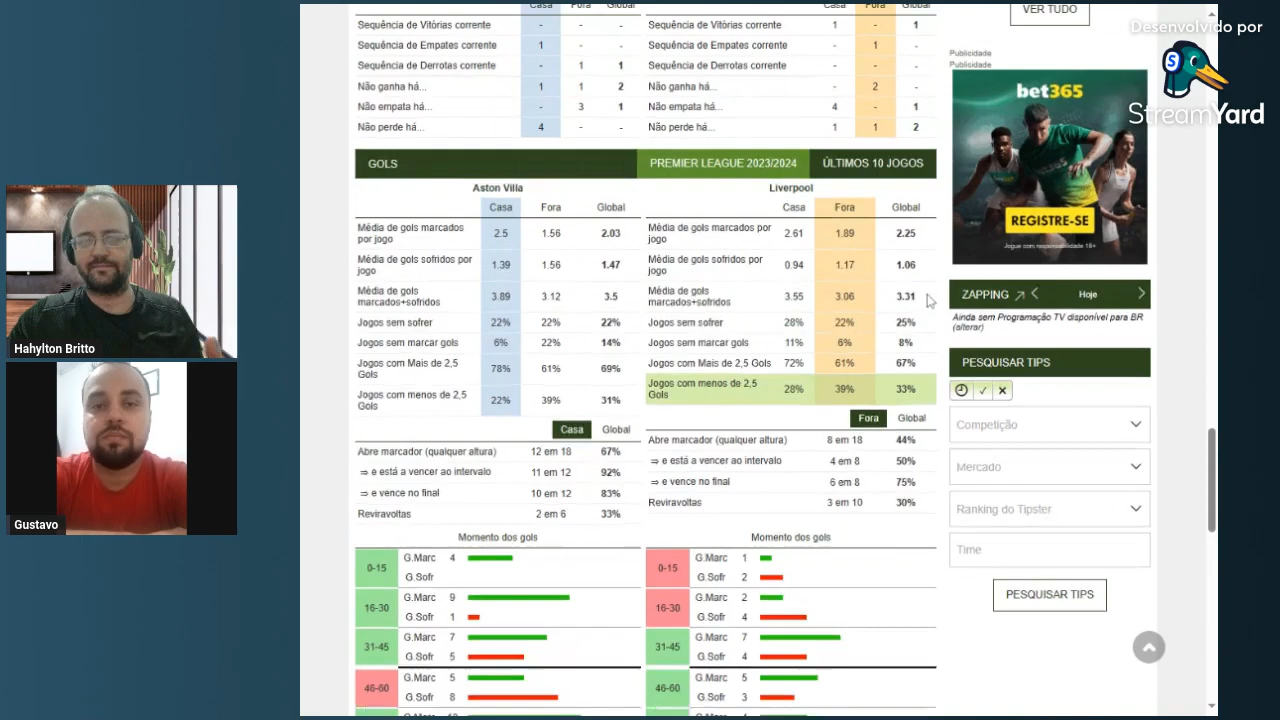 Casa Fora Global Casa Fora Global
Sequência de Vitórias corrente - - - Sequência de Vitórias corrente 1 - 1
Sequência de Empates corrente 1 - - Sequência de Empates corrente - 1 -
Sequência de Derrotas corrente - 1 1 Sequência de Derrotas corrente - - -
Não ganha há... 1 1 2 Não ganha há... - 2 -
Não empata há... - 3 1 Não empata há... 4 - 1
Não perde há... 4 - - Não perde há... 1 1 2
GOLS PREMIER LEAGUE 2023/2024 ÚLTIMOS 10 JOGOS
Aston Villa
Casa Fora Global
Média de gols marcados por jogo 2.5 1.56 2.03
Média de gols sofridos por jogo 1.39 1.56 1.47
Média de gols marcados+sofridos 3.89 3.12 3.5
Jogos sem sofrer 22% 22% 22%
Jogos sem marcar gols 6% 22% 14%
Jogos com Mais de 2,5 Gols 78% 61% 69%
Jogos com menos de 2,5 Gols 22% 39% 31%
Casa Global
Abre marcador (qualquer altura) 12 em 18 67%
⇒ e está a vencer ao intervalo 11 em 12 92%
⇒ e vence no final 10 em 12 83%
Reviravoltas 2 em 6 33%
Momento dos gols
0-15 G.Marc 4
G.Sofr
16-30 G.Marc 9
G.Sofr 1
31-45 G.Marc 7
G.Sofr 5
46-60 G.Marc 5
G.Sofr 8
Liverpool
Casa Fora Global
Média de gols marcados por jogo 2.61 1.89 2.25
Média de gols sofridos por jogo 0.94 1.17 1.06
Média de gols marcados+sofridos 3.55 3.06 3.31
Jogos sem sofrer 28% 22% 25%
Jogos sem marcar gols 11% 6% 8%
Jogos com Mais de 2,5 Gols 72% 61% 67%
Jogos com menos de 2,5 Gols 28% 39% 33%
Fora Global
Abre marcador (qualquer altura) 8 em 18 44%
⇒ e está a vencer ao intervalo 4 em 8 50%
⇒ e vence no final 6 em 8 75%
Reviravoltas 3 em 10 30%
Momento dos gols
0-15 G.Marc 1
G.Sofr 2
16-30 G.Marc 2
G.Sofr 4
31-45 G.Marc 7
G.Sofr 4
46-60 G.Marc 5
G.Sofr 3
VER TUDO
Publicidade
Publicidade
bet365
REGISTRE-SE
Jogue com responsabilidade 18+
ZAPPING Hoje
Ainda sem Programação TV disponível para BR
(alterar)
PESQUISAR TIPS
Competição
Mercado
Ranking do Tipster
Time
PESQUISAR TIPS
Desenvolvido por
S
StreamYard
Hahylton Britto
Gustavo